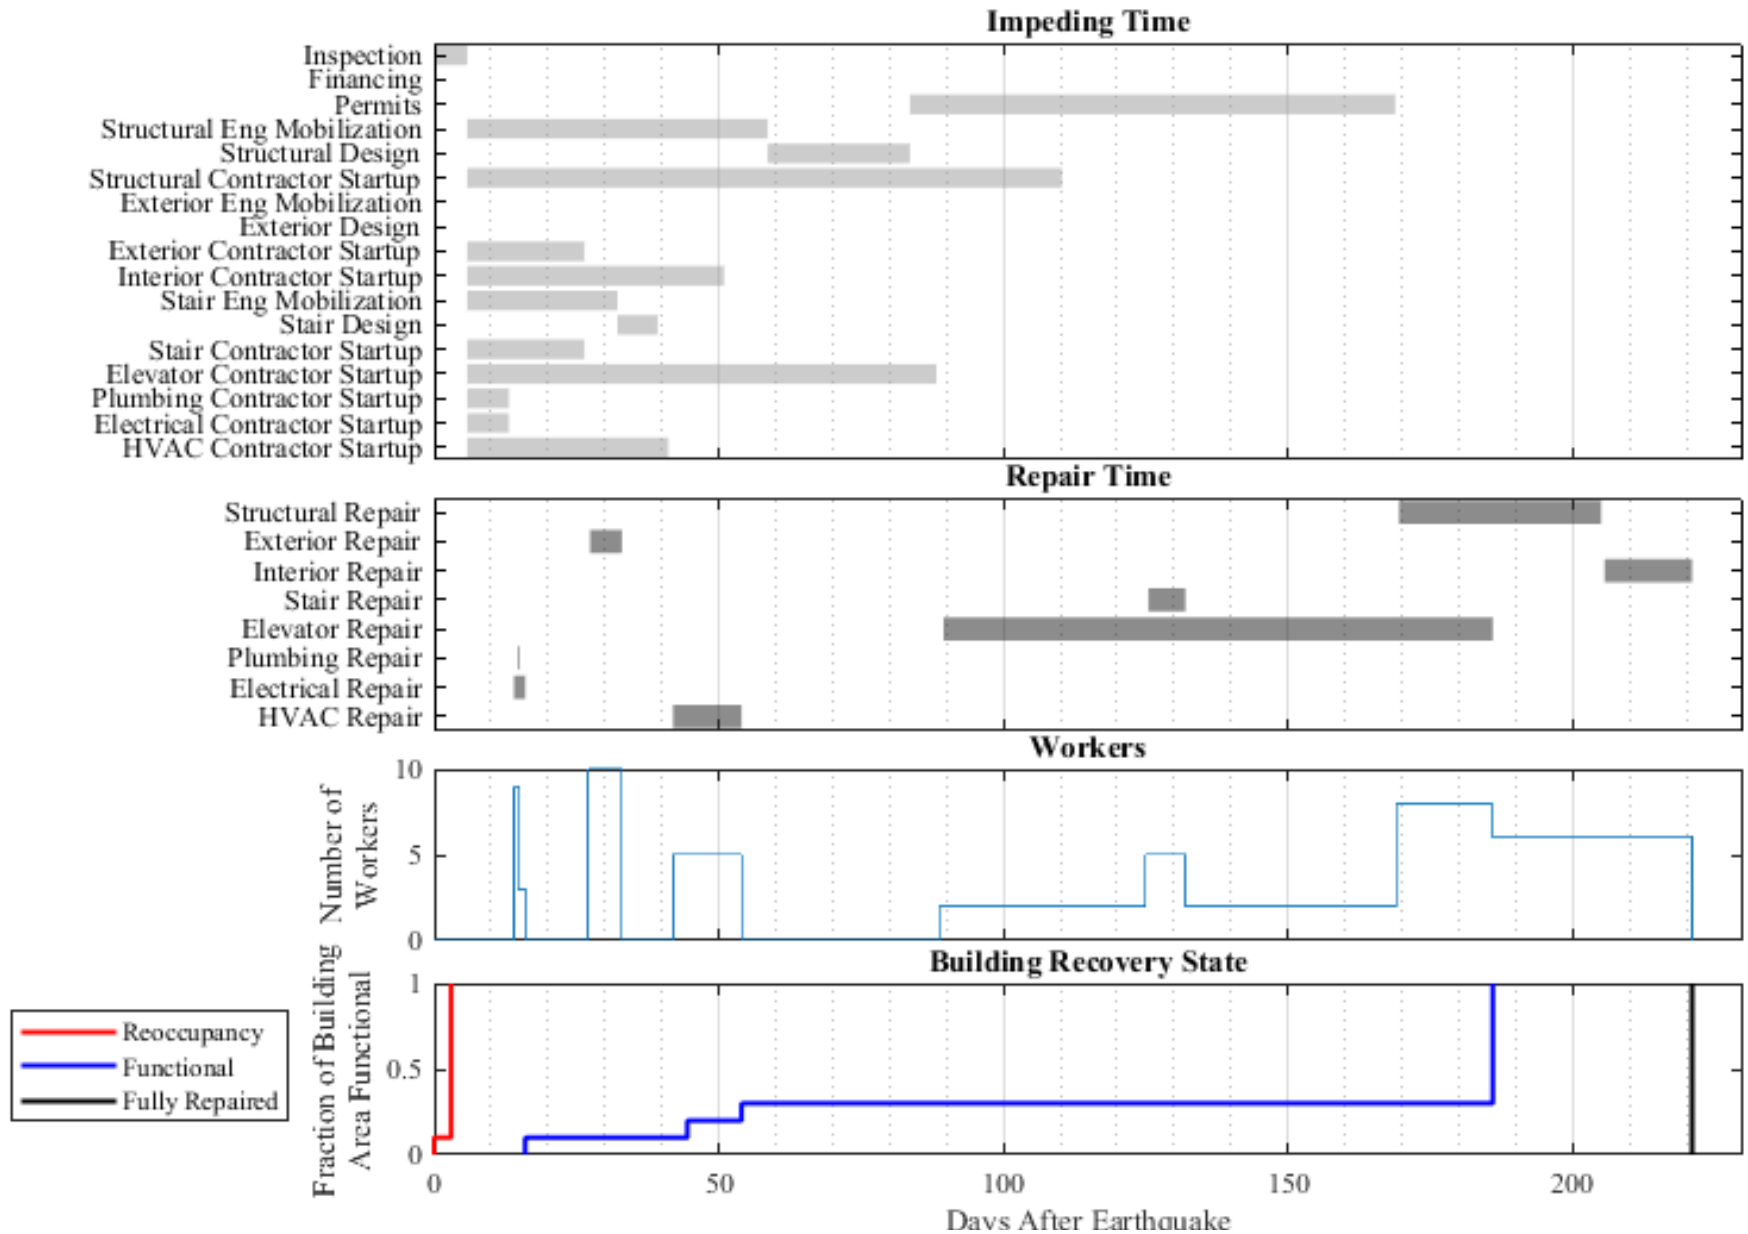 Impeding Time
Inspection
Financing
Permits
Structural Eng Mobilization
Structural Design
Structural Contractor Startup
Exterior Eng Mobilization
Exterior Design
Exterior Contractor Startup
Interior Contractor Startup
Stair Eng Mobilization
Stair Design
Stair Contractor Startup
Elevator Contractor Startup
Plumbing Contractor Startup
Electrical Contractor Startup
HVAC Contractor Startup
Repair Time
Structural Repair
Exterior Repair
Interior Repair
Stair Repair
Elevator Repair
Plumbing Repair
Electrical Repair
HVAC Repair
Workers
Number of
Workers
10
5
0
Building Recovery State
Fraction of Building
Area Functional
1
0.5
0
0 50 100 150 200
Days After Earthquake
Reoccupancy
Functional
Fully Repaired